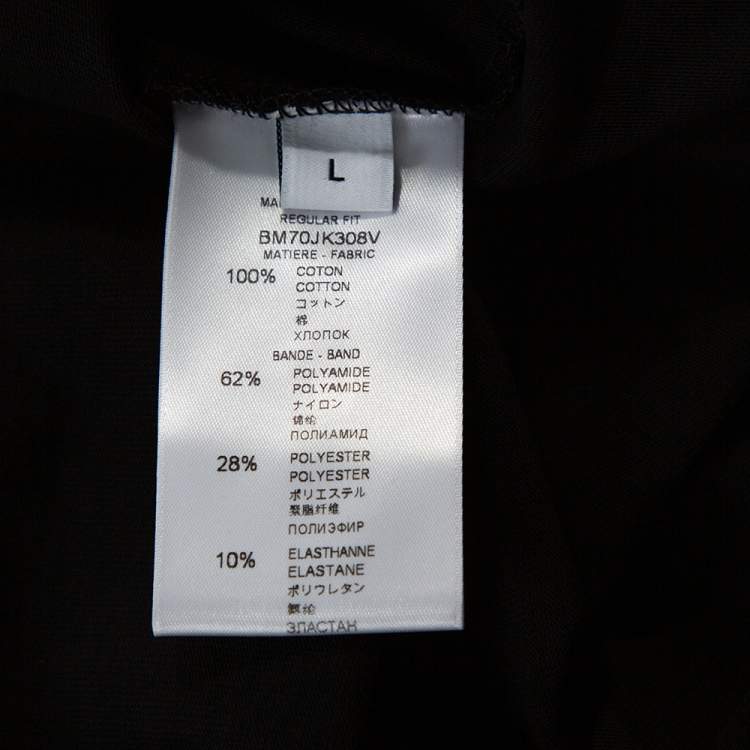 L
MA
REGULAR FIT
BM70JK308V
MATIERE - FABRIC
100% COTON
COTTON
コットン
棉
ХЛОПОК
BANDE - BAND
62% POLYAMIDE
POLYAMIDE
ナイロン
锦纶
ПОЛИАМИД
28% POLYESTER
POLYESTER
ポリエステル
聚脂纤维
ПОЛИЭФИР
10% ELASTHANNE
ELASTANE
ポリウレタン
氨纶
ЭЛАСТАН